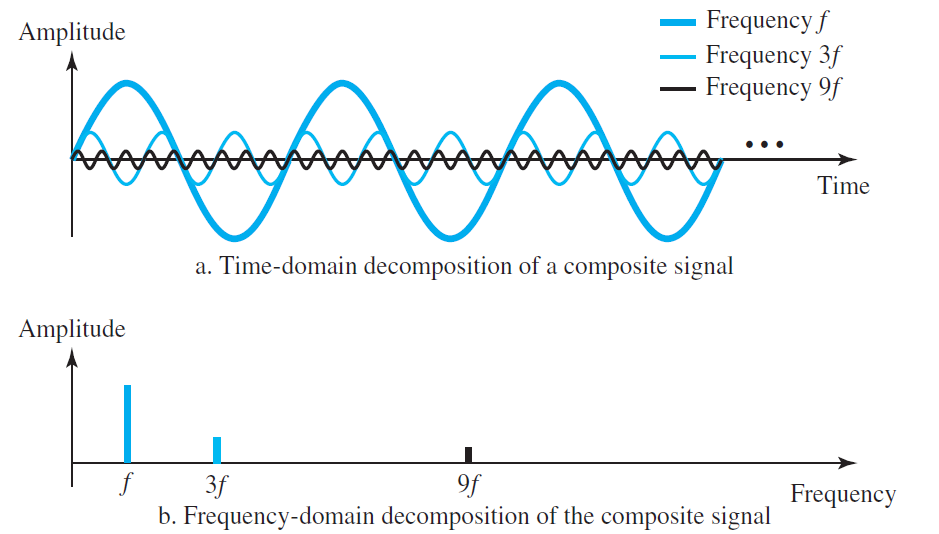 Amplitude
Frequency f
Frequency 3f
Frequency 9f
...
Time
a. Time-domain decomposition of a composite signal
Amplitude
f
3f
9f
Frequency
b. Frequency-domain decomposition of the composite signal